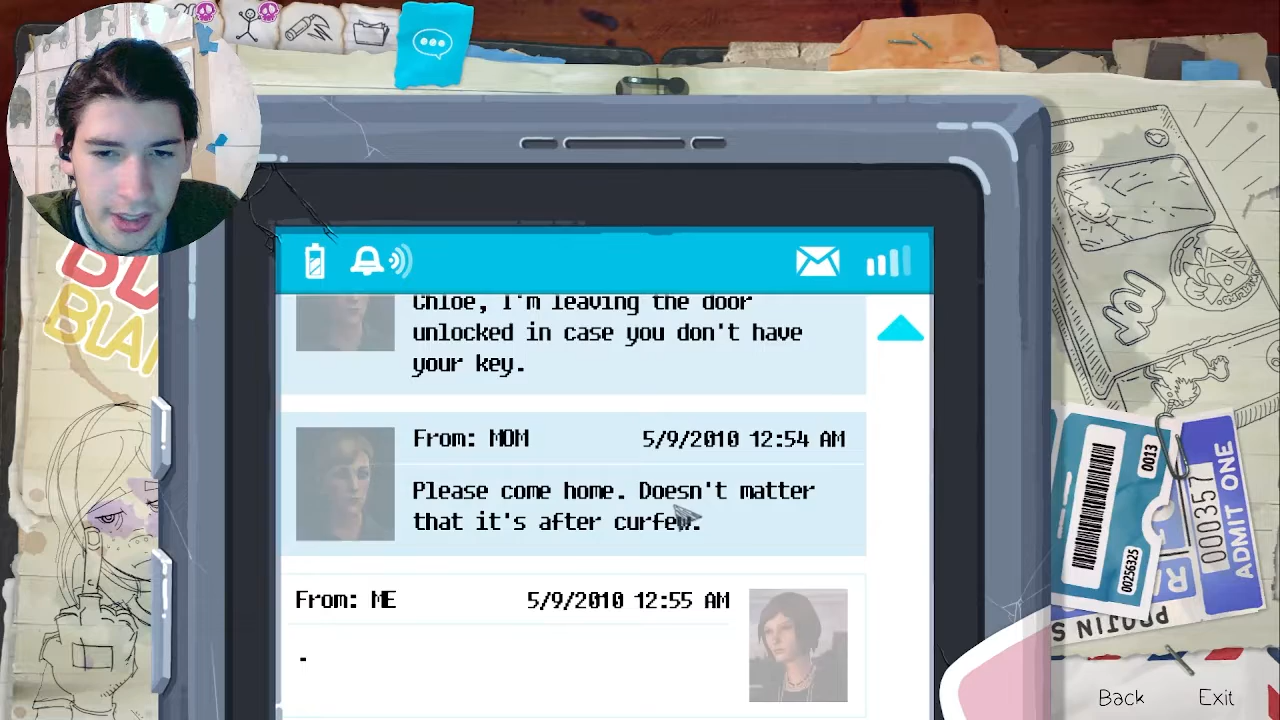 Chloe, I'm leaving the door
unlocked in case you don't have
your key.
From: MOM 5/9/2010 12:54 AM
Please come home. Doesn't matter
that it's after curfew.
From: ME 5/9/2010 12:55 AM
.
0013
00256325
000357
ADMIT ONE
Back
Exit